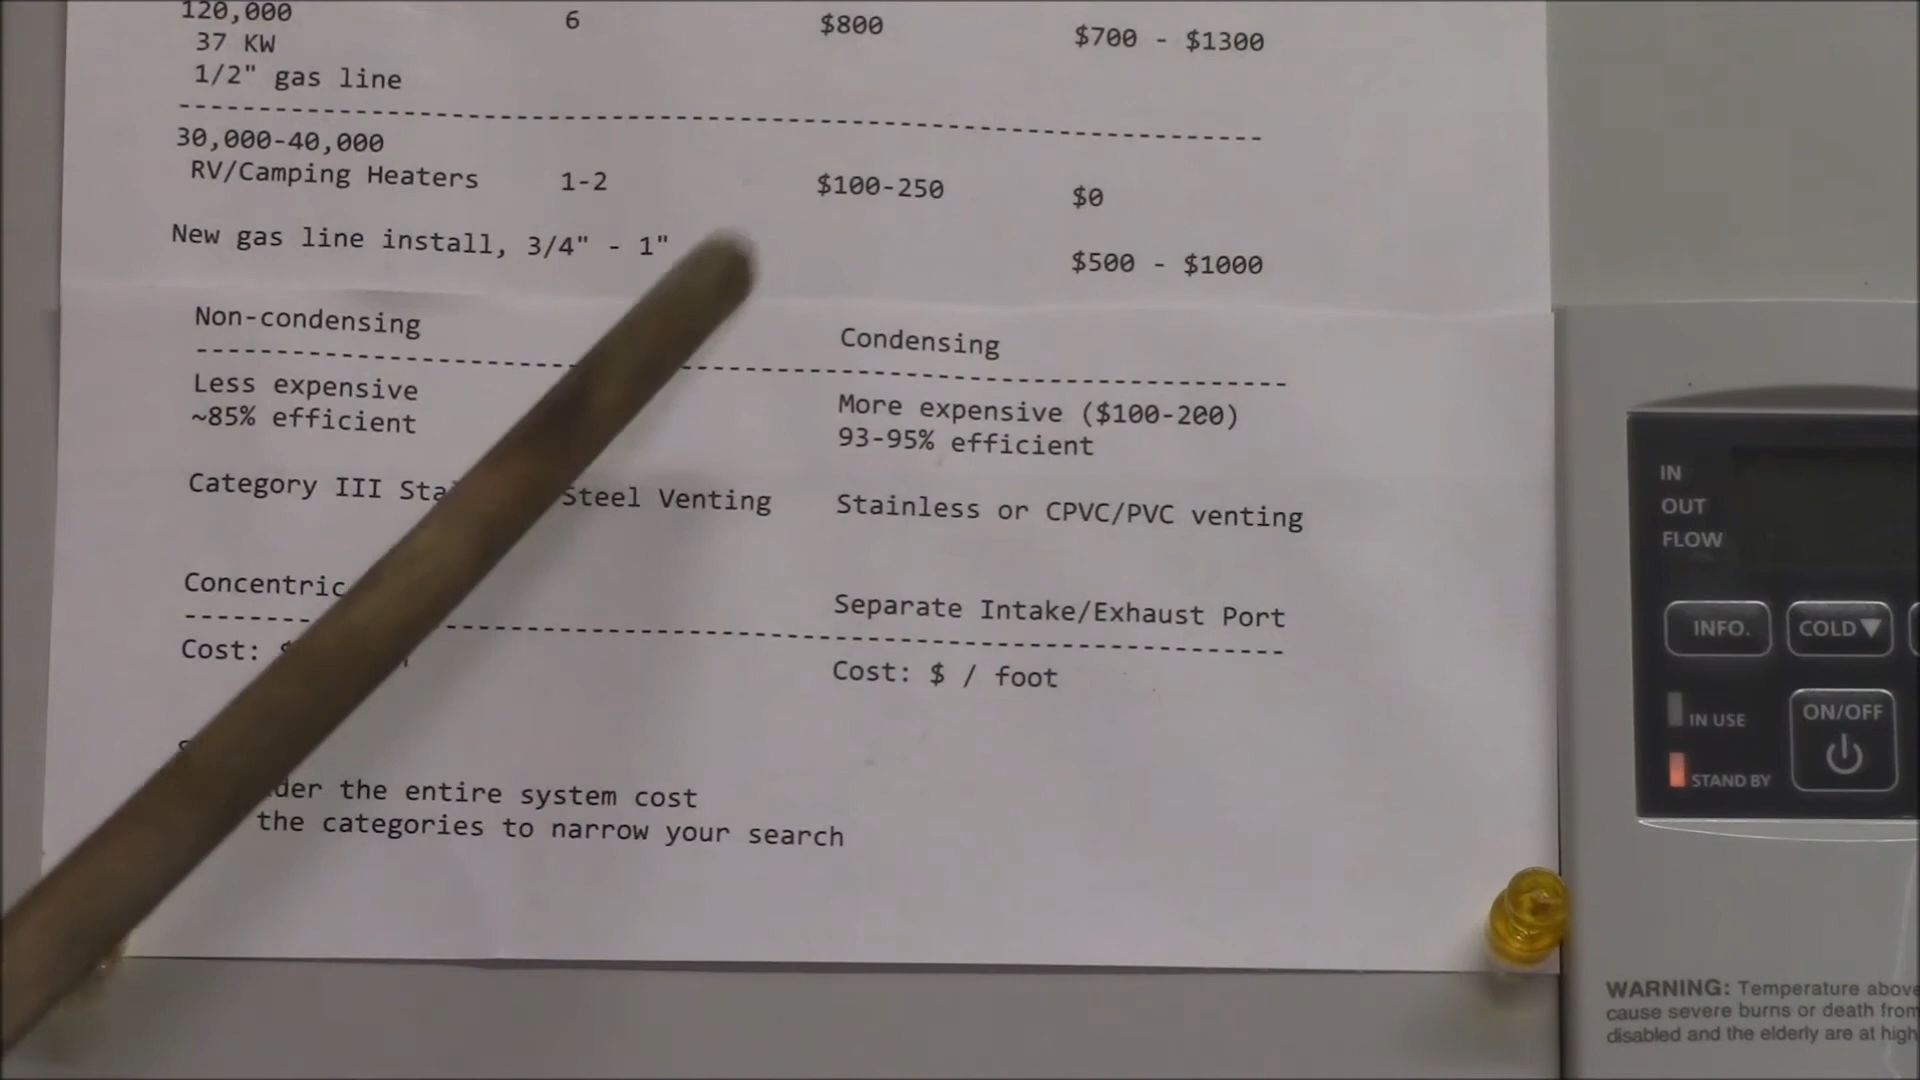 120,000 6 $800 $700 - $1300
37 KW
1/2" gas line
30,000-40,000
RV/Camping Heaters 1-2 $100-250 $0
New gas line install, 3/4" - 1" $500 - $1000
Non-condensing Condensing
Less expensive More expensive ($100-200)
~85% efficient 93-95% efficient
Category III Steel Venting Stainless or CPVC/PVC venting
Concentric Separate Intake/Exhaust Port
Cost: Cost: $ / foot
the entire system cost
the categories to narrow your search
IN
OUT
FLOW
INFO. COLD▼
IN USE ON/OFF
STAND BY
WARNING: Temperature above
cause severe burns or death from
disabled and the elderly are at high